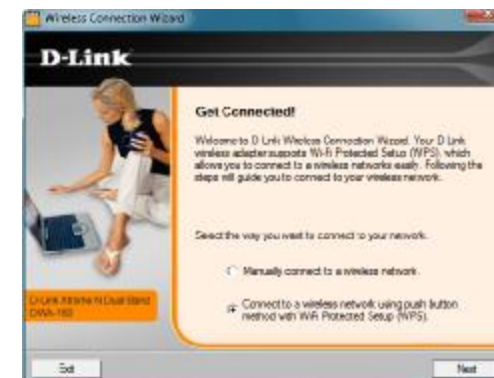 Wireless Connection Wizard
D-Link
Get Connected!
Welcome to D-Link Wireless Connection Wizard. Your D-Link
wireless adapter supports Wi-Fi Protected Setup (WPS), which
allows you to connect to a wireless networks easily. Following the
steps will guide you to connect to your wireless network.
Select the way you want to connect to your network.
Manually connect to a wireless network.
Connect to a wireless network using push button
method with WiFi Protected Setup (WPS).
D-Link Xtreme N Dual Band
DWA-160
Exit
Next